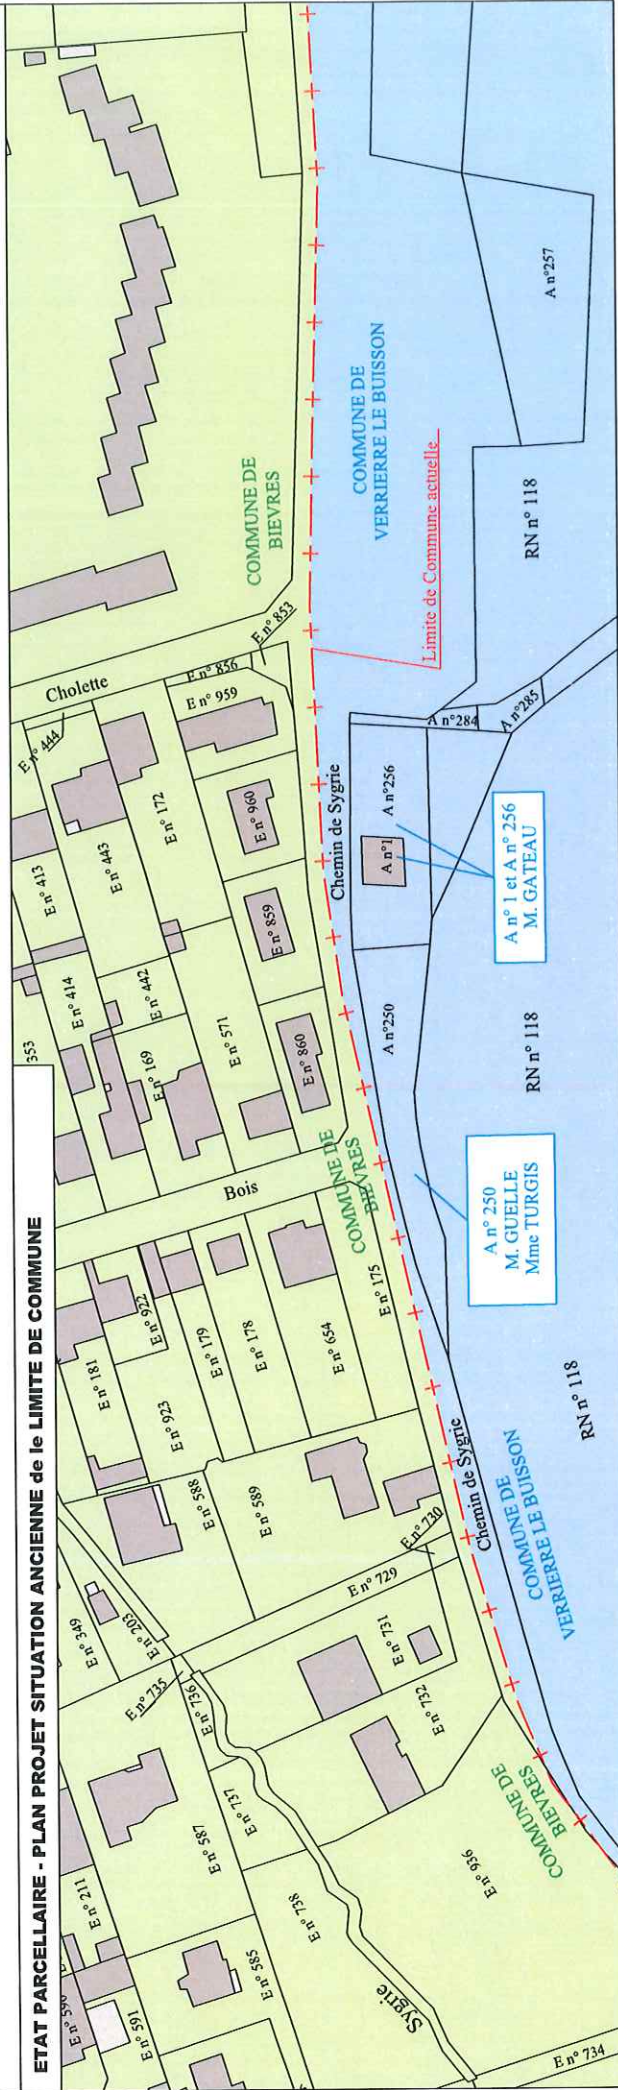 ETAT PARCELLAIRE - PLAN PROJET SITUATION ANCIENNE de le LIMITE DE COMMUNE
353
E n° 590
E n° 211
E n° 591
E n° 585
E n° 587
E n° 349
E n° 203
E n° 735
E n° 736
E n° 737
E n° 738
Sygrie
E n° 734
E n° 936
E n° 732
E n° 731
E n° 729
E n° 730
E n° 588
E n° 589
E n° 181
E n° 922
E n° 923
E n° 179
E n° 178
E n° 654
E n° 175
Bois
E n° 414
E n° 413
E n° 444
E n° 443
E n° 442
E n° 169
E n° 172
E n° 571
E n° 860
E n° 859
E n° 960
E n° 959
E n° 856
E n° 853
Cholette
COMMUNE DE
BIEVRES
COMMUNE DE
BIEVRES
COMMUNE DE
BIEVRES
Chemin de Sygrie
Chemin de Sygrie
COMMUNE DE
VERRIERRE LE BUISSON
COMMUNE DE
VERRIERRE LE BUISSON
Limite de Commune actuelle
A n°250
A n°1
A n°256
A n°284
A n°285
A n°257
A n° 250
M. GUELLE
Mme TURGIS
A n° 1 et A n° 256
M. GATEAU
RN n° 118
RN n° 118
RN n° 118